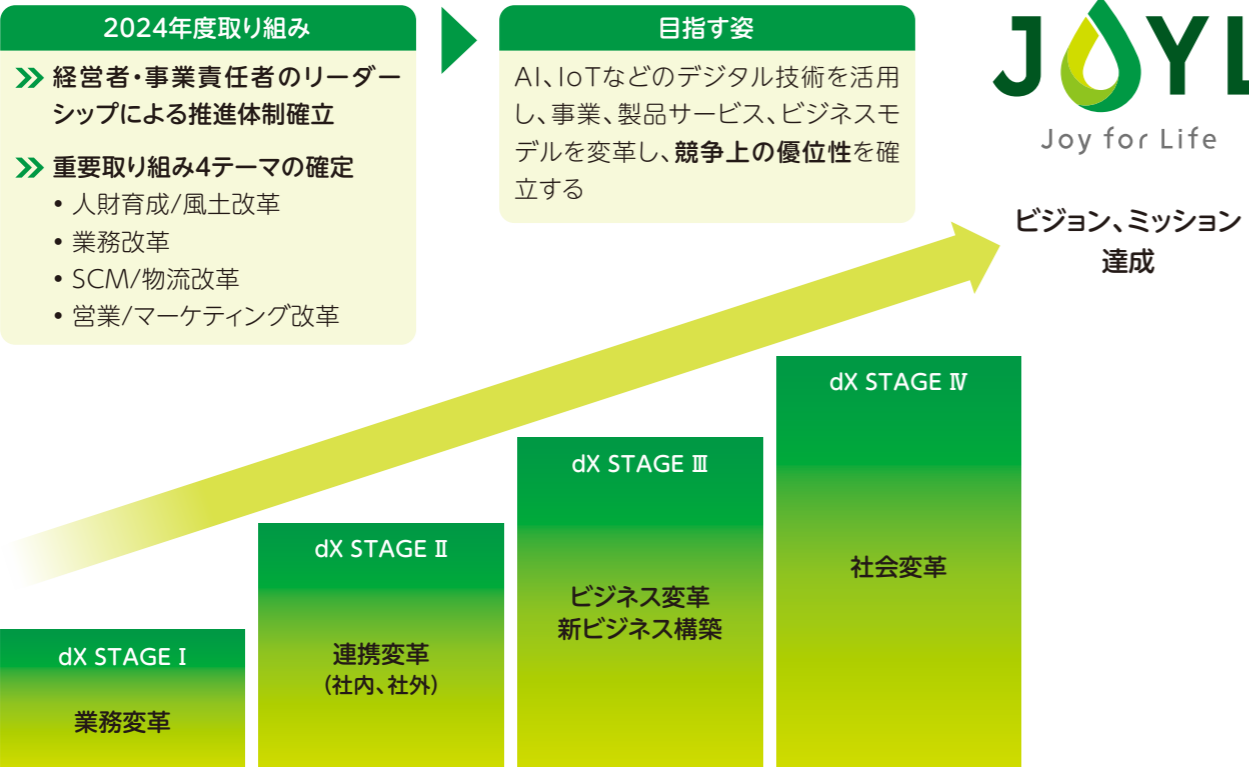 2024年度取り組み
経営者・事業責任者のリーダー
シップによる推進体制確立
重要取り組み4テーマの確定
• 人財育成/風土改革
• 業務改革
• SCM/物流改革
• 営業/マーケティング改革
目指す姿
AI、IoTなどのデジタル技術を活用
し、事業、製品サービス、ビジネスモ
デルを変革し、競争上の優位性を確
立する
JOYL
Joy for Life
ビジョン、ミッション
達成
dX STAGE Ⅰ
業務変革
dX STAGE Ⅱ
連携変革
(社内、社外)
dX STAGE Ⅲ
ビジネス変革
新ビジネス構築
dX STAGE Ⅳ
社会変革